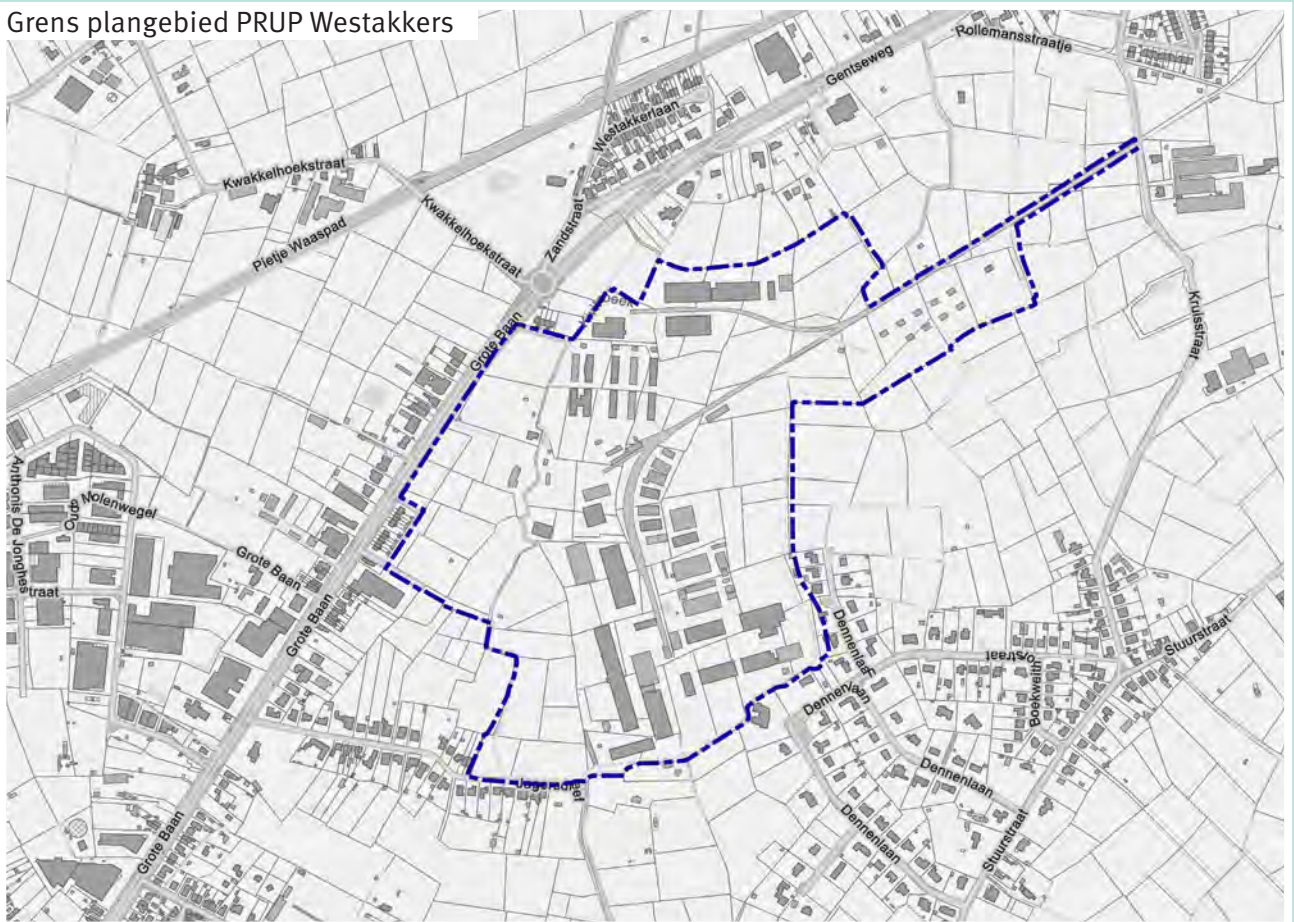 Grens plangebied PRUP Westakkers
Rollemansstraatje
Gentseweg
Westakkerlaan
Kwakkelhoekstraat
Kwakkelhoekstraat
Zandstraat
Pietje Waaspad
Grote Baan
Kruisstraat
Anthonis De Jonghestraat
Oude Molenwegel
Grote Baan
Grote Baan
Dennenlaan
Stuurstraat
Dennenlaan
Dennenlaan
Dennenlaan
Stuurstraat
Grote Baan